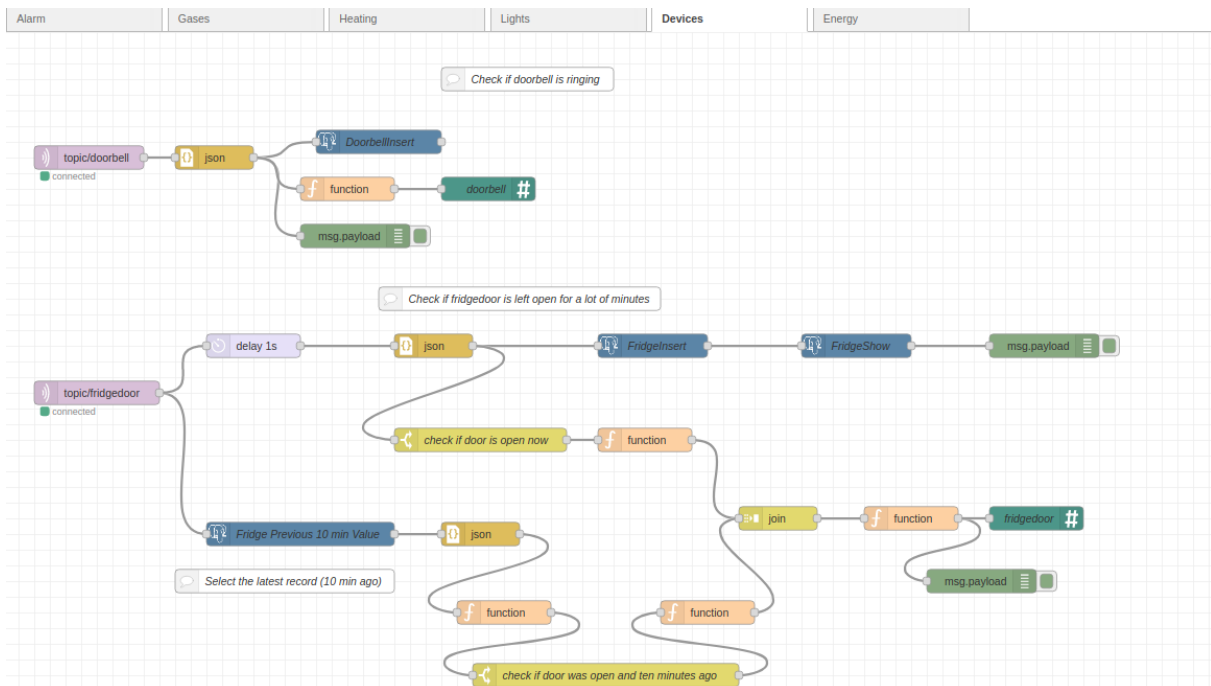 Alarm
Gases
Heating
Lights
Devices
Energy
Check if doorbell is ringing
topic/doorbell
connected
json
DoorbellInsert
function
doorbell
msg.payload
Check if fridgedoor is left open for a lot of minutes
delay 1s
json
FridgeInsert
FridgeShow
msg.payload
topic/fridgedoor
connected
check if door is open now
function
join
function
fridgedoor
Fridge Previous 10 min Value
json
Select the latest record (10 min ago)
msg.payload
function
function
check if door was open and ten minutes ago